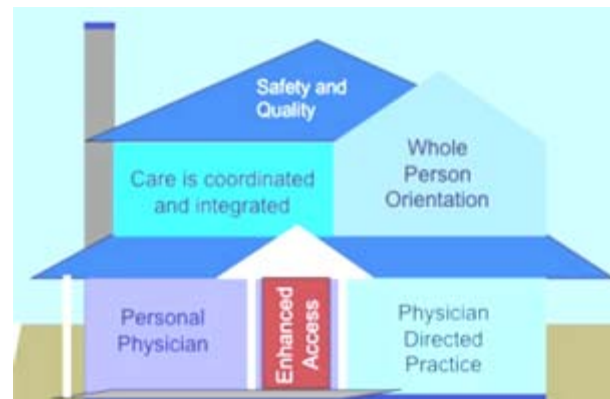 Safety and
Quality
Care is coordinated
and integrated
Whole
Person
Orientation
Personal
Physician
Enhanced
Access
Physician
Directed
Practice